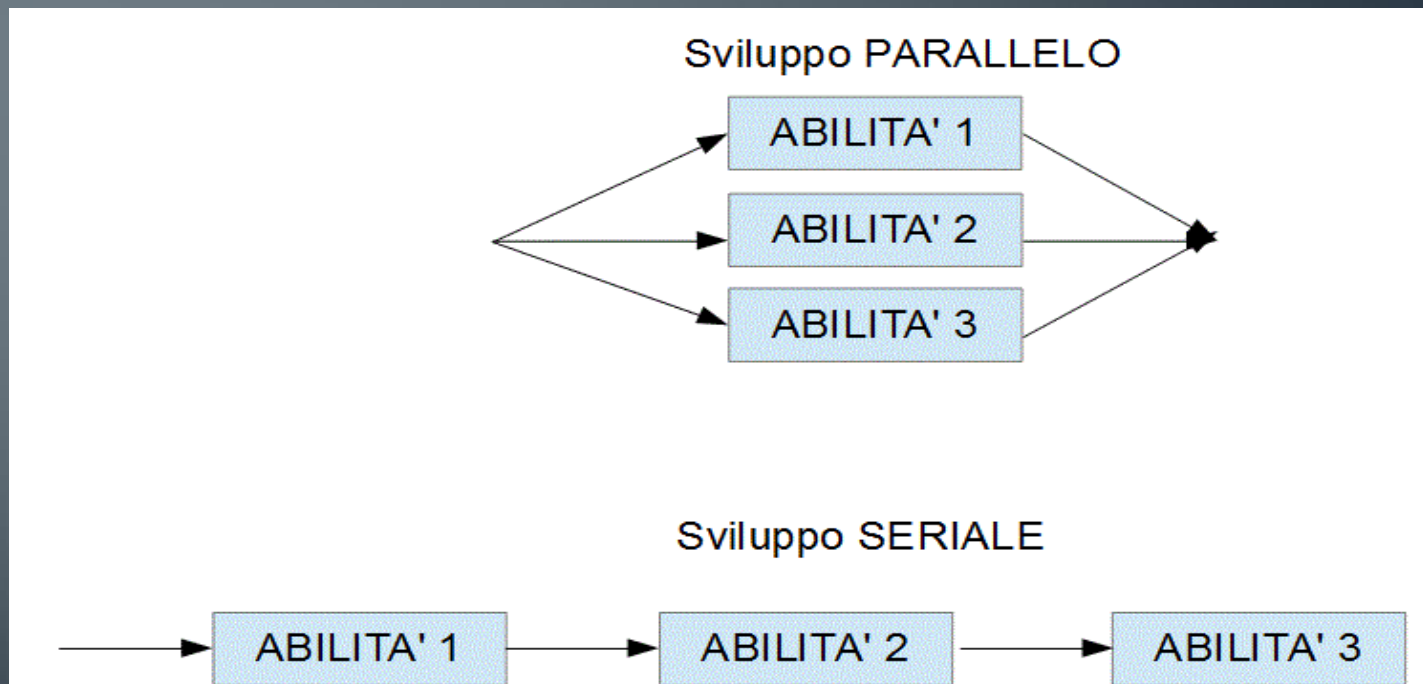 Sviluppo PARALLELO
ABILITA' 1
ABILITA' 2
ABILITA' 3
Sviluppo SERIALE
ABILITA' 1 ABILITA' 2 ABILITA' 3